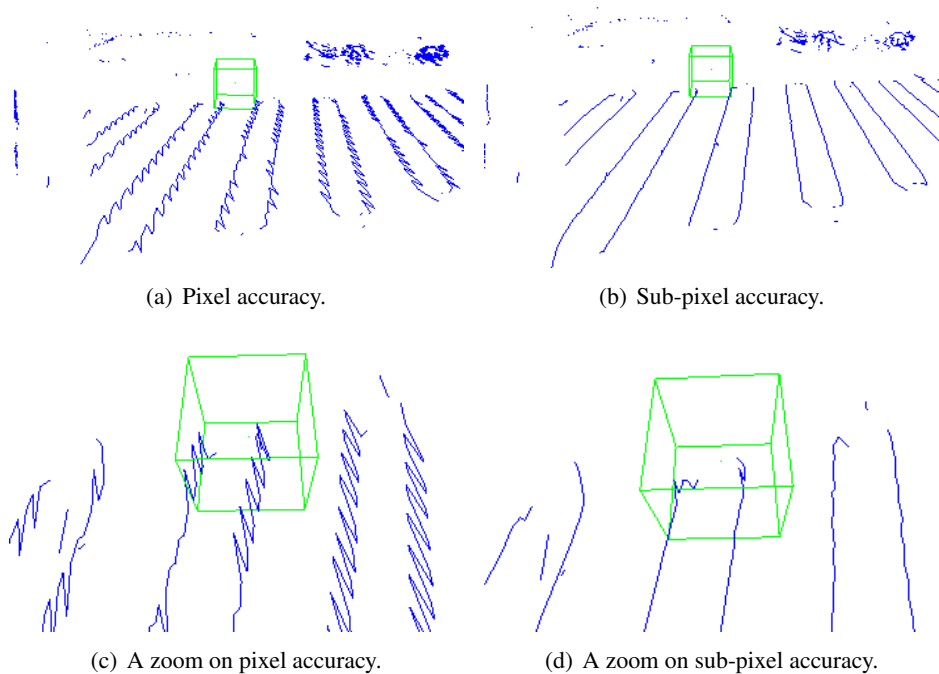 (a) Pixel accuracy.
(b) Sub-pixel accuracy.
(c) A zoom on pixel accuracy.
(d) A zoom on sub-pixel accuracy.